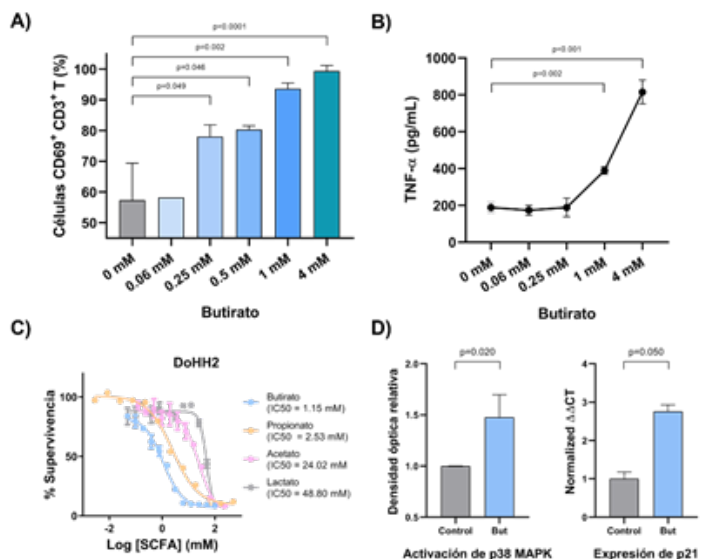 A)
p=0.0001
p=0.002
p=0.046
p=0.049
Células CD69⁺ CD3⁺ T (%)
100
90
80
70
60
50
0 mM
0.06 mM
0.25 mM
0.5 mM
1 mM
4 mM
Butirato
B)
p=0.001
p=0.002
TNF-α (pg/mL)
1000
800
600
400
200
0
0 mM
0.06 mM
0.25 mM
1 mM
4 mM
Butirato
C)
DoHH2
% Supervivencia
100
50
0
-2
0
2
4
Log [SCFA] (mM)
Butirato
(IC50 = 1.15 mM)
Propionato
(IC50 = 2.53 mM)
Acetato
(IC50 = 24.02 mM
Lactato
(IC50 = 48.80 mM)
D)
p=0.020
Densidad óptica relativa
2.0
1.5
1.0
0.5
Control
But
Activación de p38 MAPK
p=0.050
Normalized ΔΔCT
4
3
2
1
0
Control
But
Expresión de p21